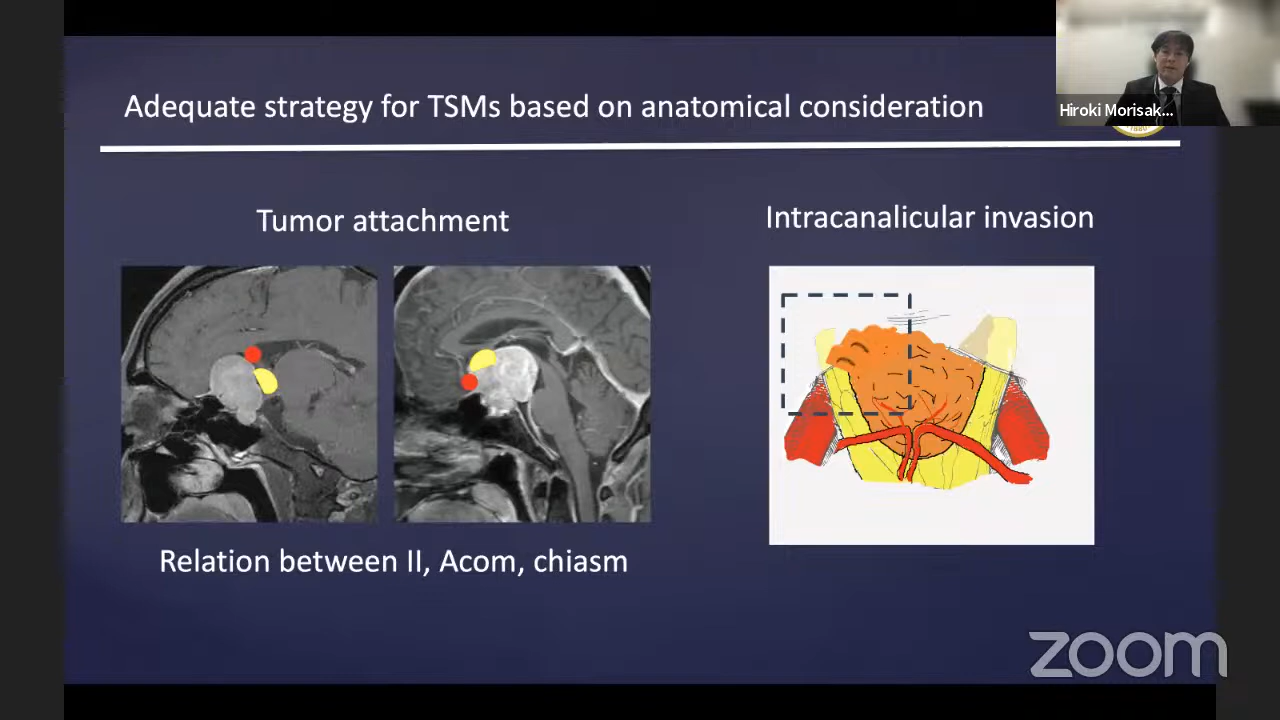 Adequate strategy for TSMs based on anatomical consideration
Hiroki Morisak...
Tumor attachment
Intracanalicular invasion
Relation between II, Acom, chiasm
zoom